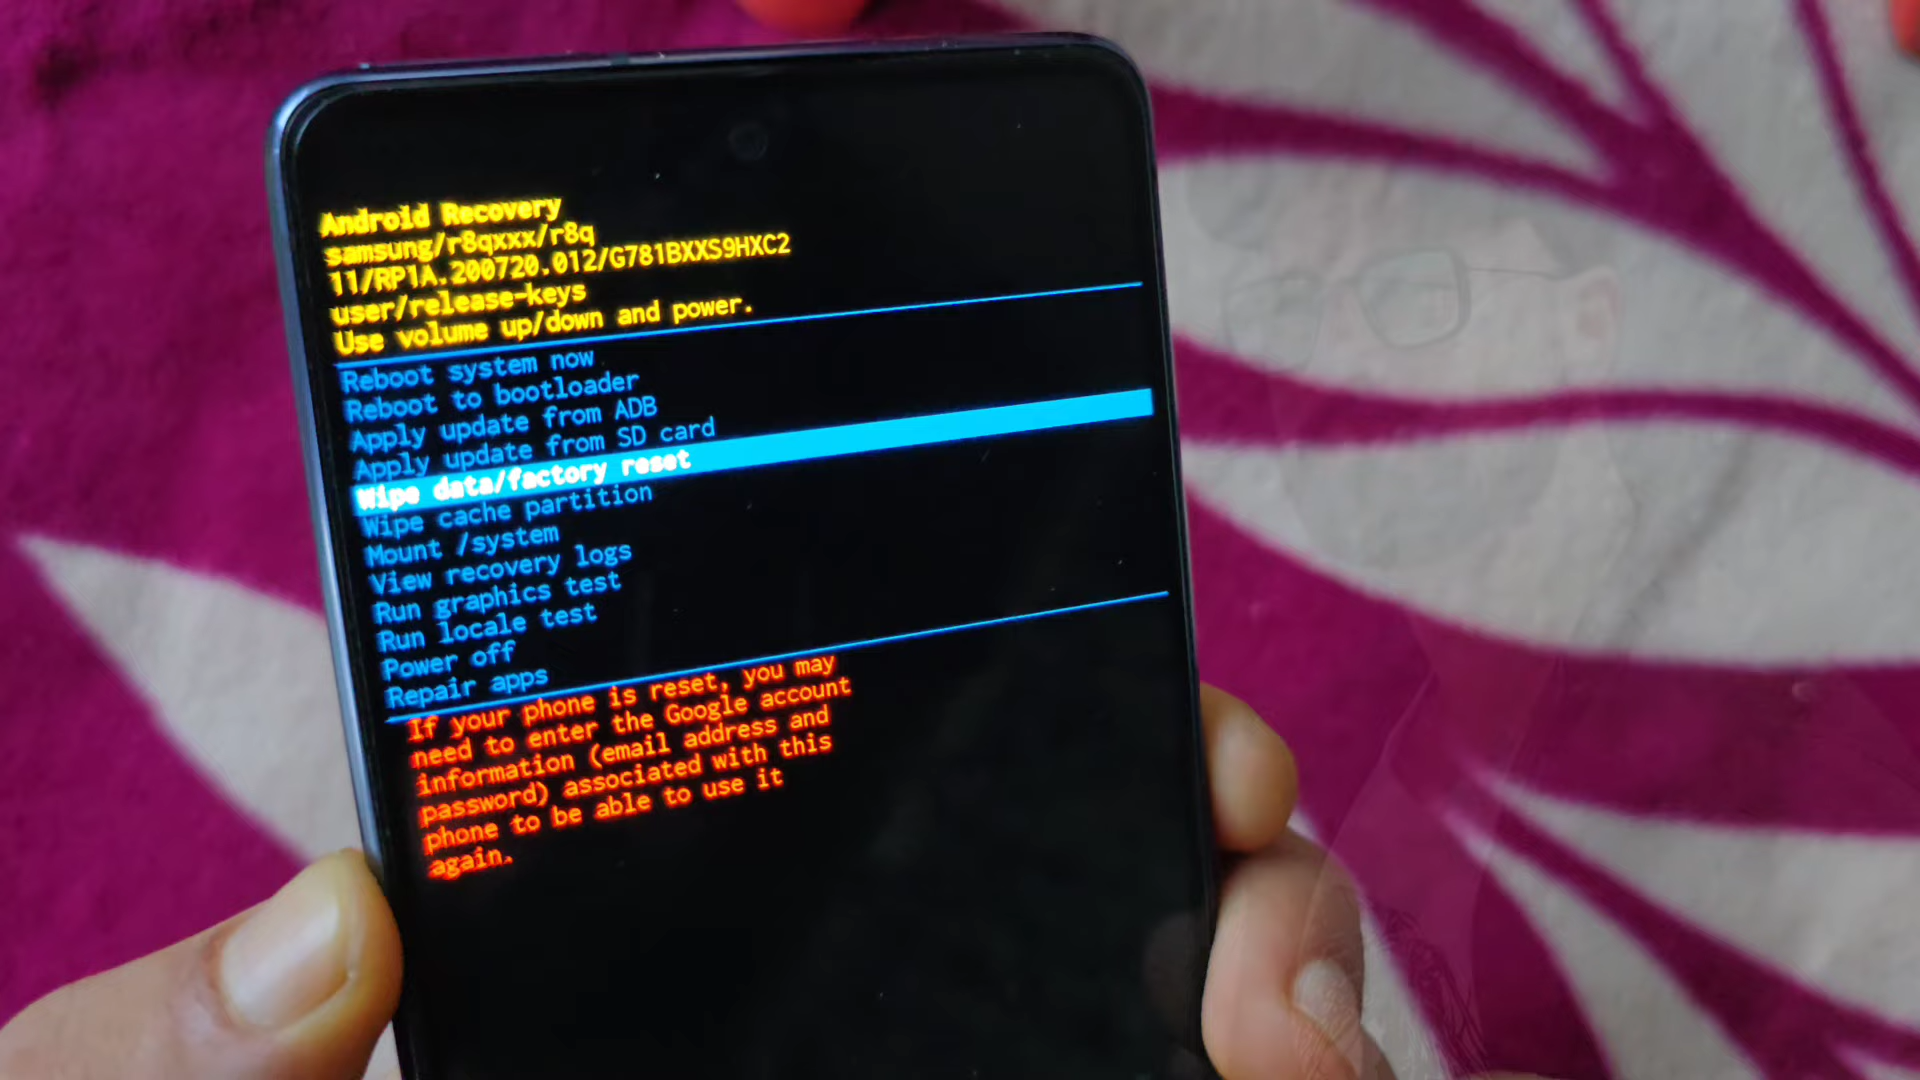 Android Recovery
samsung/r8qxxx/r8q
11/RP1A.200720.012/G781BXXS9HXC2
user/release-keys
Use volume up/down and power.
Reboot system now
Reboot to bootloader
Apply update from ADB
Apply update from SD card
Wipe data/factory reset
Wipe cache partition
Mount /system
View recovery logs
Run graphics test
Run locale test
Power off
Repair apps
If your phone is reset, you may
need to enter the Google account
information (email address and
password) associated with this
phone to be able to use it
again.